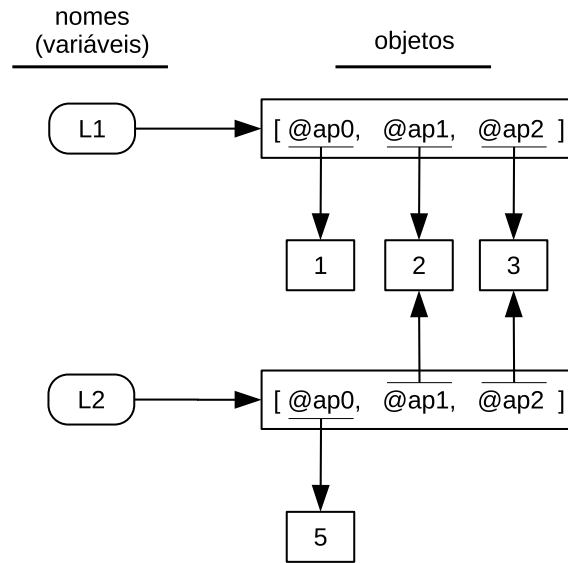 nomes
(variáveis)
objetos
L1
[ @ap0, @ap1, @ap2 ]
1
2
3
L2
[ @ap0, @ap1, @ap2 ]
5